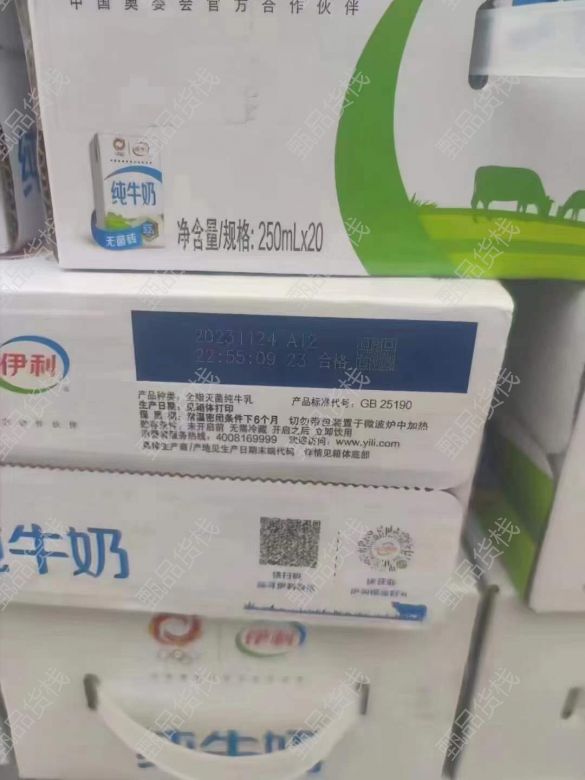 中国奥委会官方合作伙伴
纯牛奶
无菌砖
净含量/规格: 250mLx20
伊利
20231124 A12
22:55:09 23 合格
产品种类: 全脂灭菌纯牛乳
产品标准代号: GB 25190
生产日期: 见箱体打印
保质期: 常温密闭条件下6个月 切勿带包装置于微波炉中加热
贮存条件: 未开启前 无需冷藏 开启之后 立即饮用
服务热线: 4008169999 欢迎访问: www.yili.com
生产商/产地见生产日期末端代码 详情见箱体底部
牛奶
伊利
纯牛奶
甄品货栈